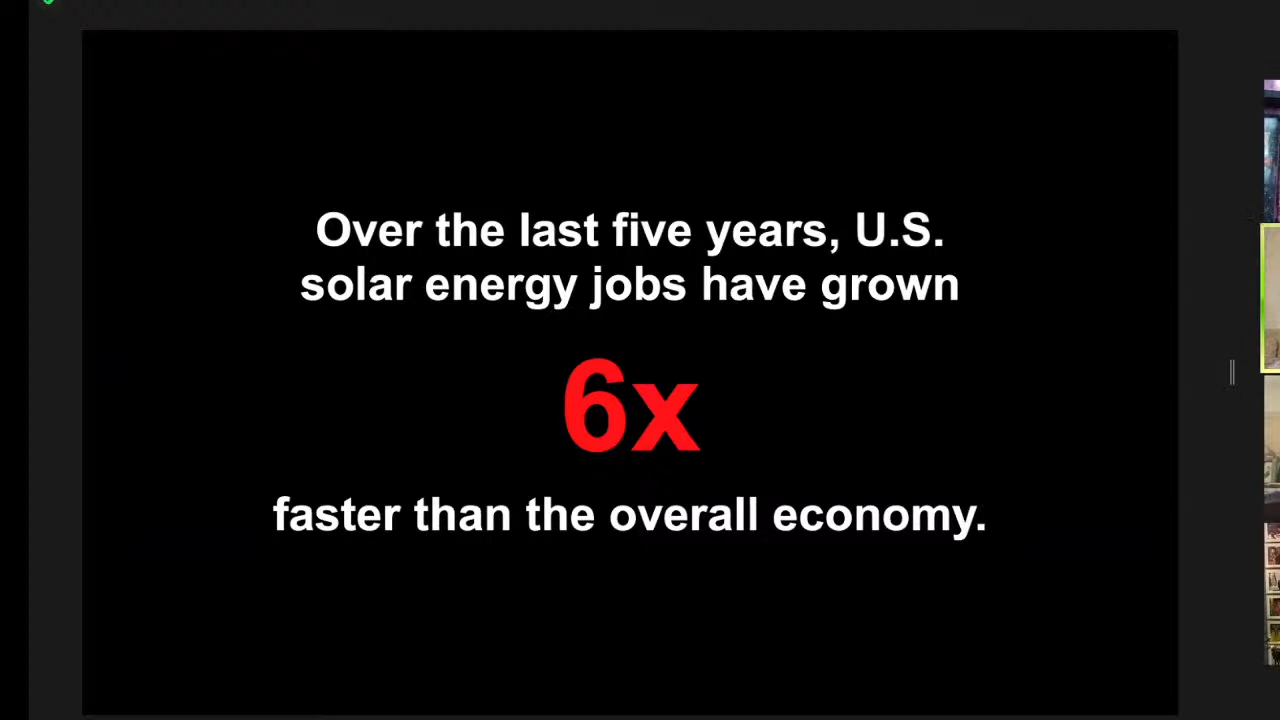 Over the last five years, U.S.
solar energy jobs have grown
6x
faster than the overall economy.